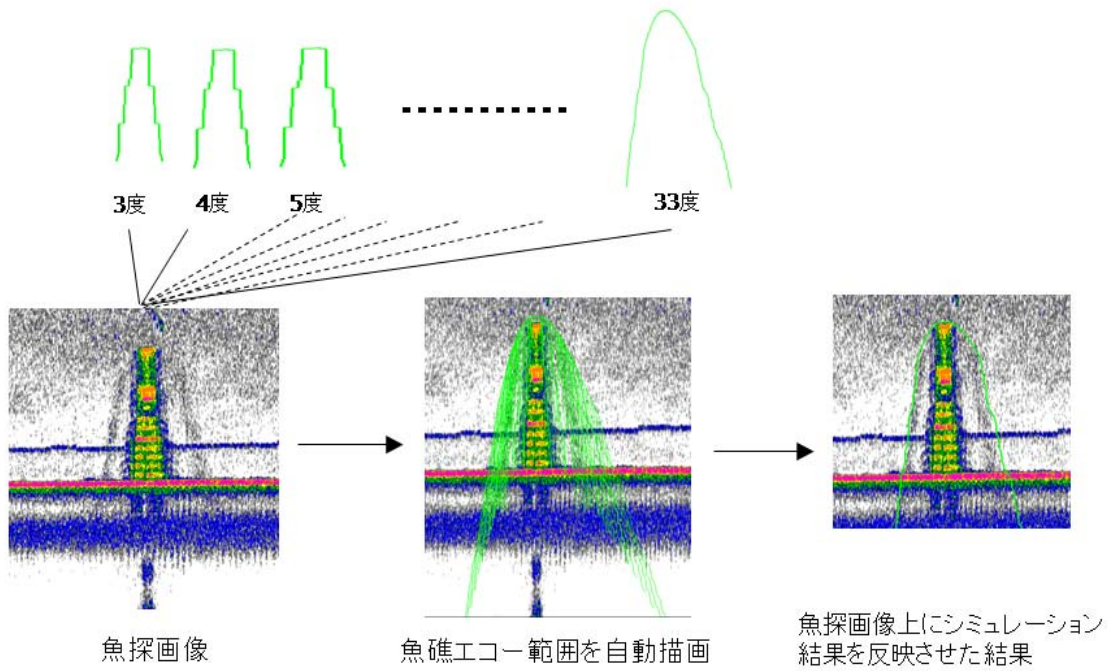 3度 4度 5度 33度
魚探画像
魚礁エコー範囲を自動描画
魚探画像上にシミュレーション
結果を反映させた結果